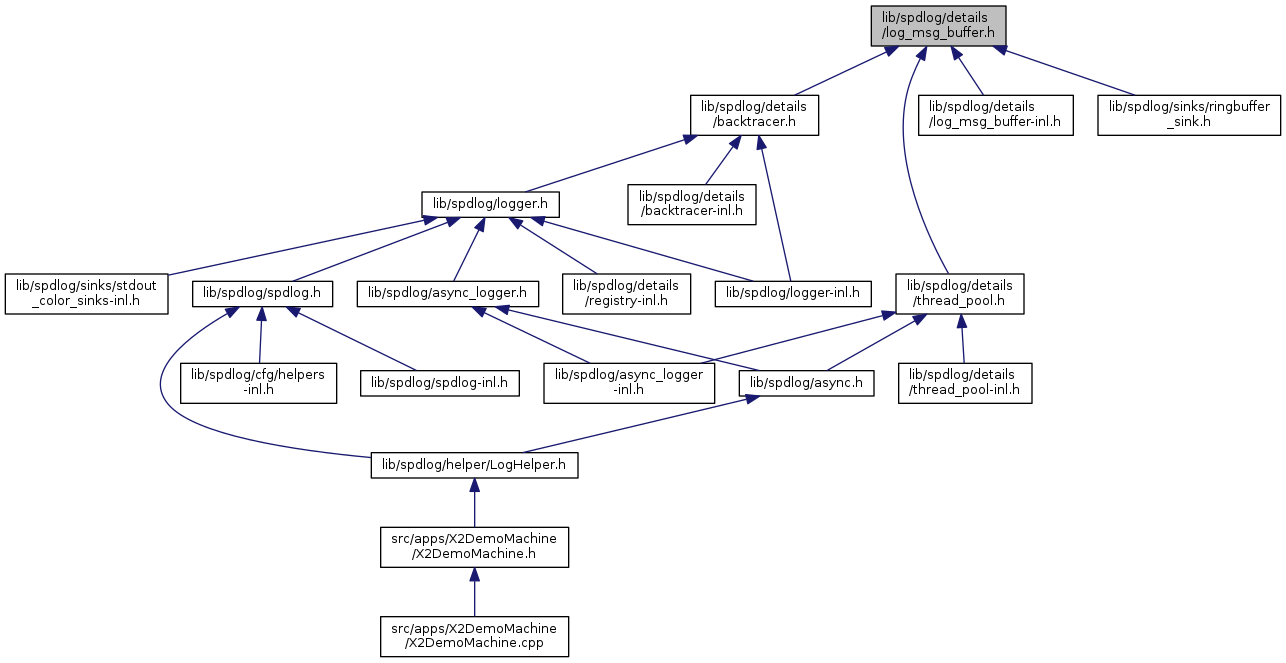 lib/spdlog/details
/log_msg_buffer.h
lib/spdlog/details
/backtracer.h
lib/spdlog/details
/log_msg_buffer-inl.h
lib/spdlog/sinks/ringbuffer
_sink.h
lib/spdlog/logger.h
lib/spdlog/details
/backtracer-inl.h
lib/spdlog/sinks/stdout
_color_sinks-inl.h
lib/spdlog/spdlog.h
lib/spdlog/async_logger.h
lib/spdlog/details
/registry-inl.h
lib/spdlog/logger-inl.h
lib/spdlog/details
/thread_pool.h
lib/spdlog/cfg/helpers
-inl.h
lib/spdlog/spdlog-inl.h
lib/spdlog/async_logger
-inl.h
lib/spdlog/async.h
lib/spdlog/details
/thread_pool-inl.h
lib/spdlog/helper/LogHelper.h
src/apps/X2DemoMachine
/X2DemoMachine.h
src/apps/X2DemoMachine
/X2DemoMachine.cpp